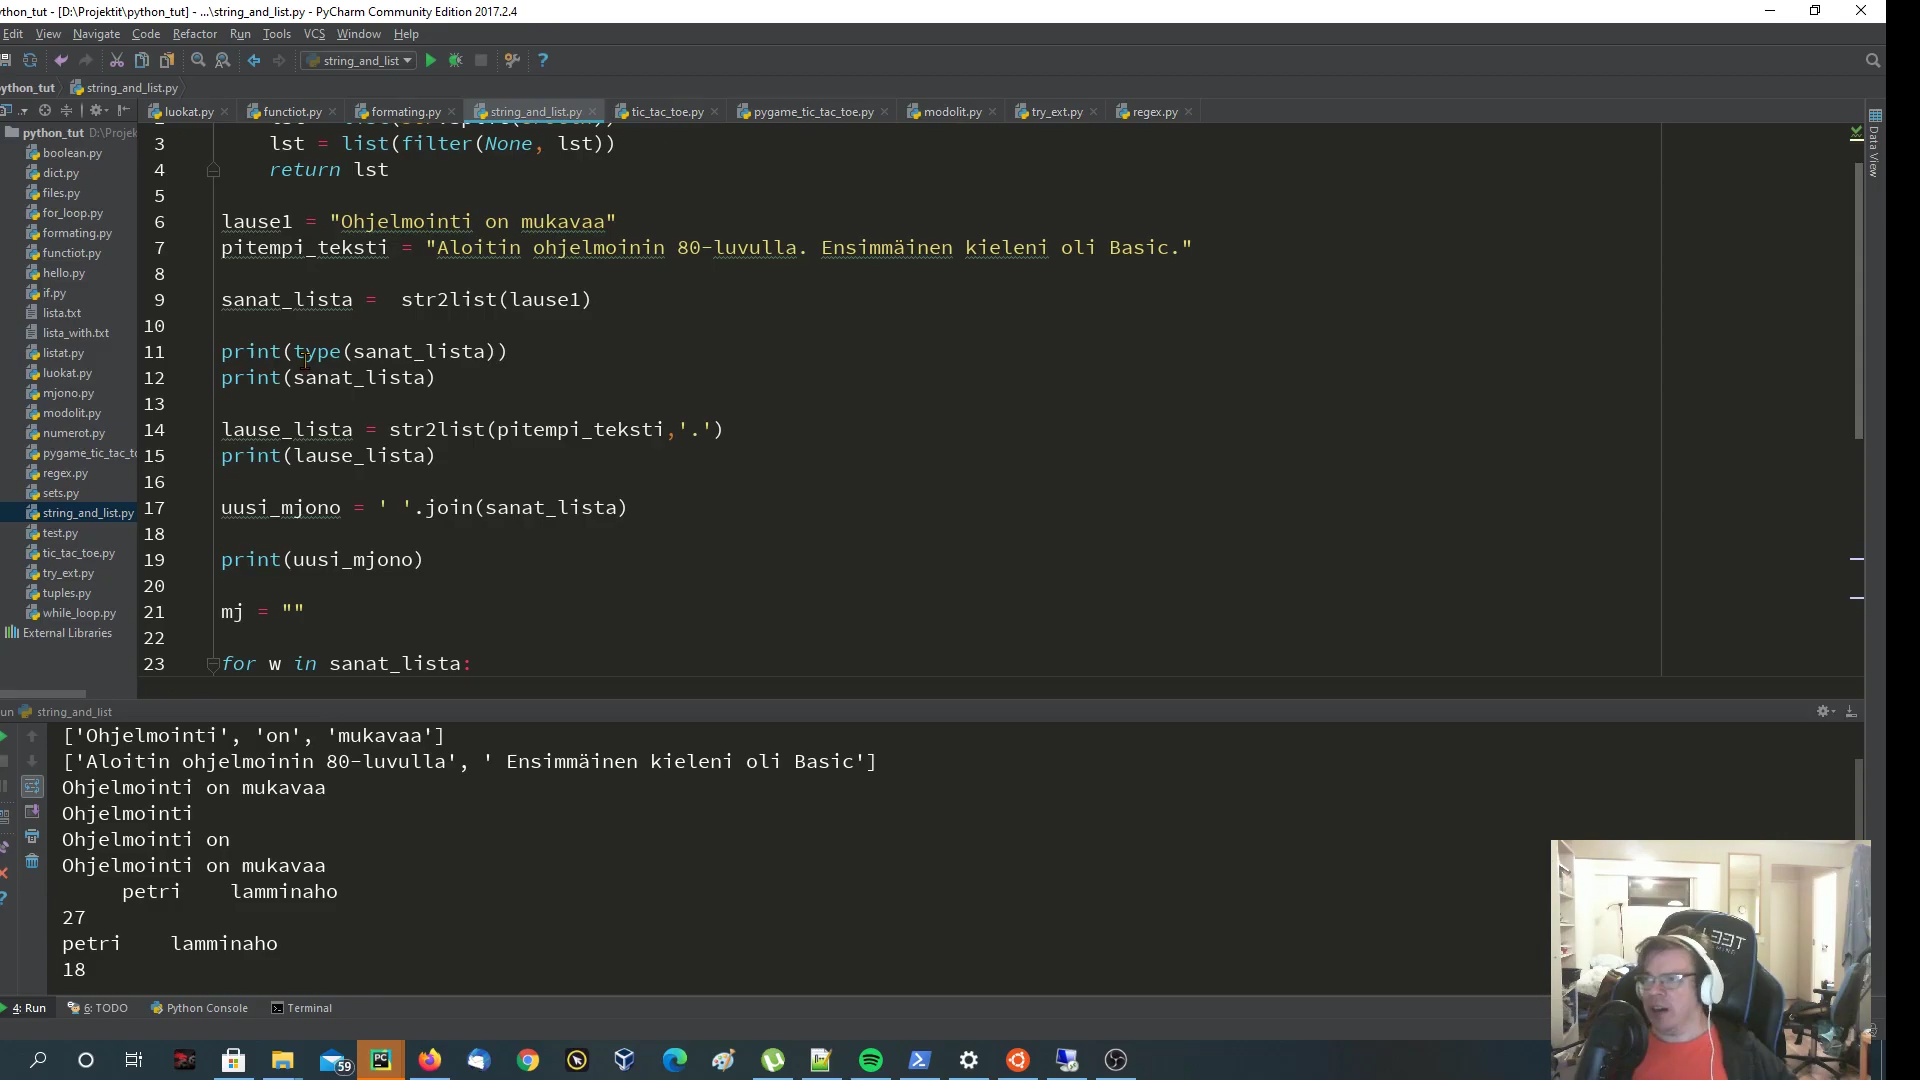 ython_tut - [D:\Projektit\python_tut] - ...\string_and_list.py - PyCharm Community Edition 2017.2.4
Edit View Navigate Code Refactor Run Tools VCS Window Help
string_and_list
ython_tut string_and_list.py
luokat.py functiot.py formating.py string_and_list.py tic_tac_toe.py pygame_tic_tac_toe.py modolit.py try_ext.py regex.py
python_tut D:\Projek
boolean.py
dict.py
files.py
for_loop.py
formating.py
functiot.py
hello.py
if.py
lista.txt
lista_with.txt
listat.py
luokat.py
mjono.py
modolit.py
numerot.py
pygame_tic_tac_to
regex.py
sets.py
string_and_list.py
test.py
tic_tac_toe.py
try_ext.py
tuples.py
while_loop.py
External Libraries
3 lst = list(filter(None, lst))
4 return lst
5
6 lause1 = "Ohjelmointi on mukavaa"
7 pitempi_teksti = "Aloitin ohjelmoinin 80-luvulla. Ensimmäinen kieleni oli Basic."
8
9 sanat_lista =  str2list(lause1)
10
11 print(type(sanat_lista))
12 print(sanat_lista)
13
14 lause_lista = str2list(pitempi_teksti,'.')
15 print(lause_lista)
16
17 uusi_mjono = ' '.join(sanat_lista)
18
19 print(uusi_mjono)
20
21 mj = ""
22
23 for w in sanat_lista:
Data View
un string_and_list
['Ohjelmointi', 'on', 'mukavaa']
['Aloitin ohjelmoinin 80-luvulla', ' Ensimmäinen kieleni oli Basic']
Ohjelmointi on mukavaa
Ohjelmointi
Ohjelmointi on
Ohjelmointi on mukavaa
     petri    lamminaho
27
petri    lamminaho
18
4: Run 6: TODO Python Console Terminal
59
PC